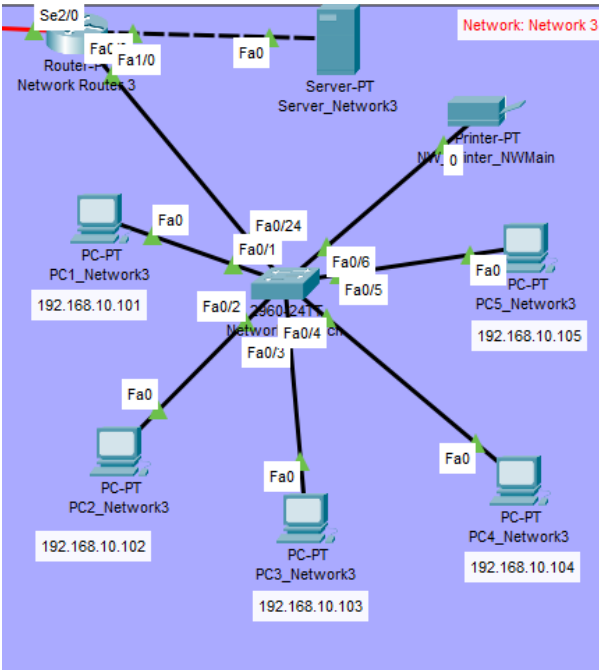 Se2/0
Network: Network 3
Fa0
Fa1/0
Network Router 3
Server-PT
Server_Network3
Printer-PT
0
Fa0
PC-PT
PC1_Network3
192.168.10.101
Fa0/24
Fa0/1
Fa0/6
Fa0/5
Fa0
PC-PT
PC5_Network3
192.168.10.105
Fa0/2
2960-24TT
Fa0/4
Fa0/3
Fa0
PC-PT
PC2_Network3
192.168.10.102
Fa0
PC-PT
PC3_Network3
192.168.10.103
Fa0
PC-PT
PC4_Network3
192.168.10.104